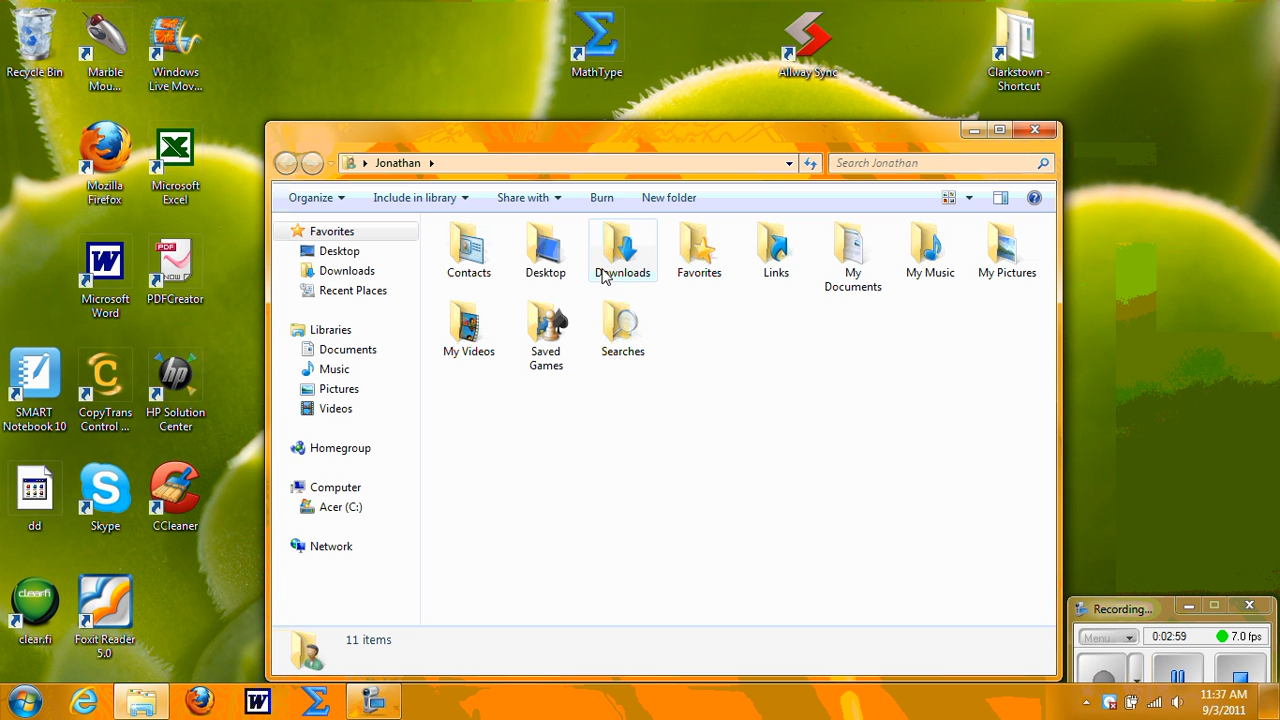 Recycle Bin
Marble
Mou...
Windows
Live Mov...
MathType
Allway Sync
Clarkstown -
Shortcut
Mozilla
Firefox
Microsoft
Excel
Microsoft
Word
PDFCreator
SMART
Notebook 10
CopyTrans
Control ...
HP Solution
Center
dd
Skype
CCleaner
clear.fi
Foxit Reader
5.0
Jonathan
Search Jonathan
Organize
Include in library
Share with
Burn
New folder
Favorites
Desktop
Downloads
Recent Places
Libraries
Documents
Music
Pictures
Videos
Homegroup
Computer
Acer (C:)
Network
Contacts
Desktop
Downloads
Favorites
Links
My
Documents
My Music
My Pictures
My Videos
Saved
Games
Searches
11 items
Recording...
Menu
0:02:59
7.0 fps
11:37 AM
9/3/2011